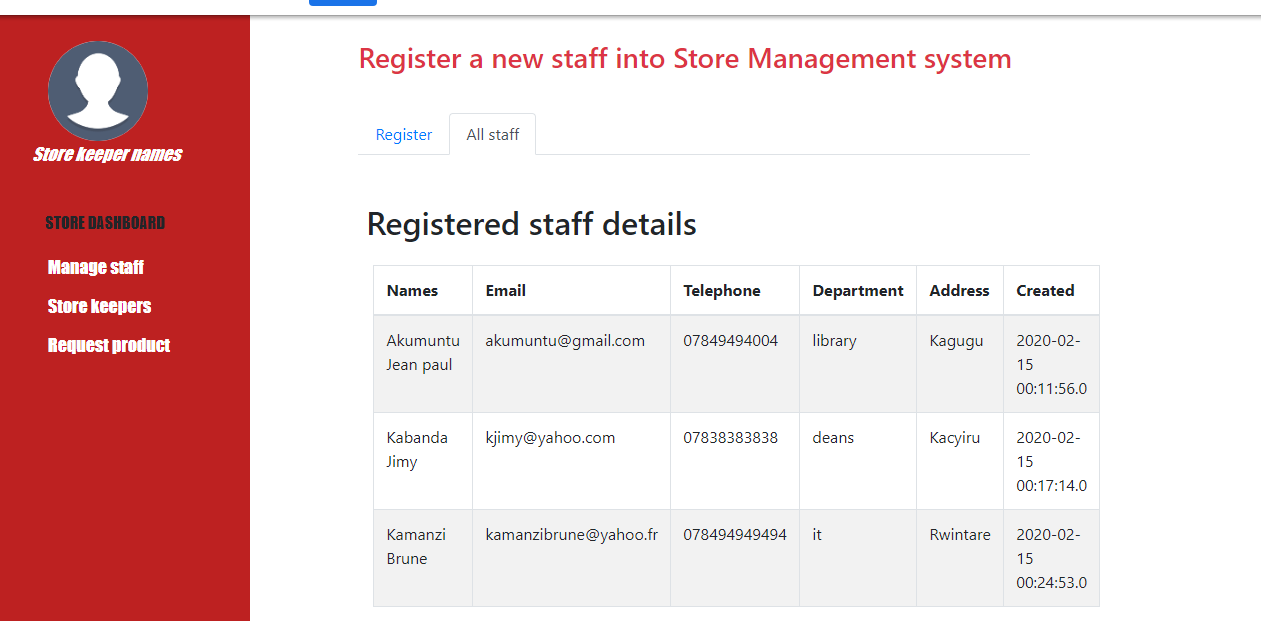 Register a new staff into Store Management system
Store keeper names
STORE DASHBOARD
Manage staff
Store keepers
Request product
Register All staff
Registered staff details
Names Email Telephone Department Address Created
Akumuntu akumuntu@gmail.com 07849494004 library Kagugu 2020-02-
Jean paul 15
00:11:56.0
Kabanda kjimy@yahoo.com 07838383838 deans Kacyiru 2020-02-
Jimy 15
00:17:14.0
Kamanzi kamanzibrune@yahoo.fr 078494949494 it Rwintare 2020-02-
Brune 15
00:24:53.0